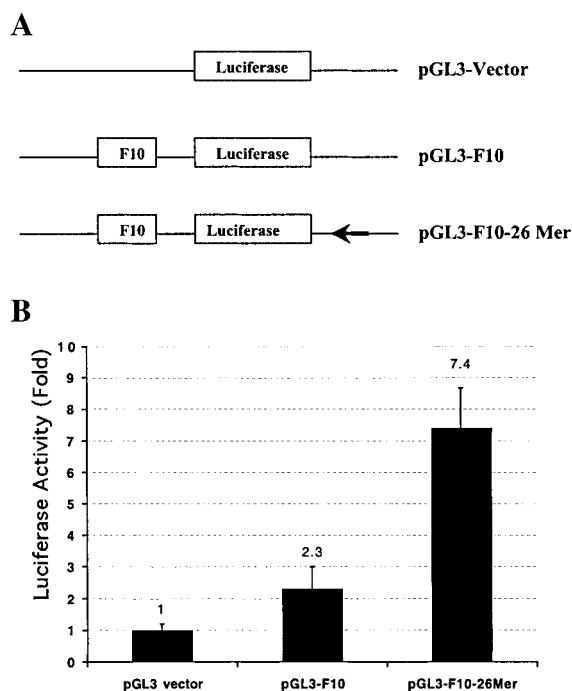 A
Luciferase
pGL3-Vector
F10
Luciferase
pGL3-F10
F10
Luciferase
pGL3-F10-26 Mer
B
Luciferase Activity (Fold)
10
9
8
7
6
5
4
3
2
1
0
1
2.3
7.4
pGL3 vector
pGL3-F10
pGL3-F10-26Mer